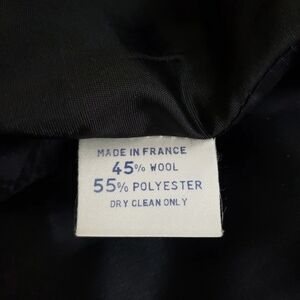 MADE IN FRANCE
45% WOOL
55% POLYESTER
DRY CLEAN ONLY